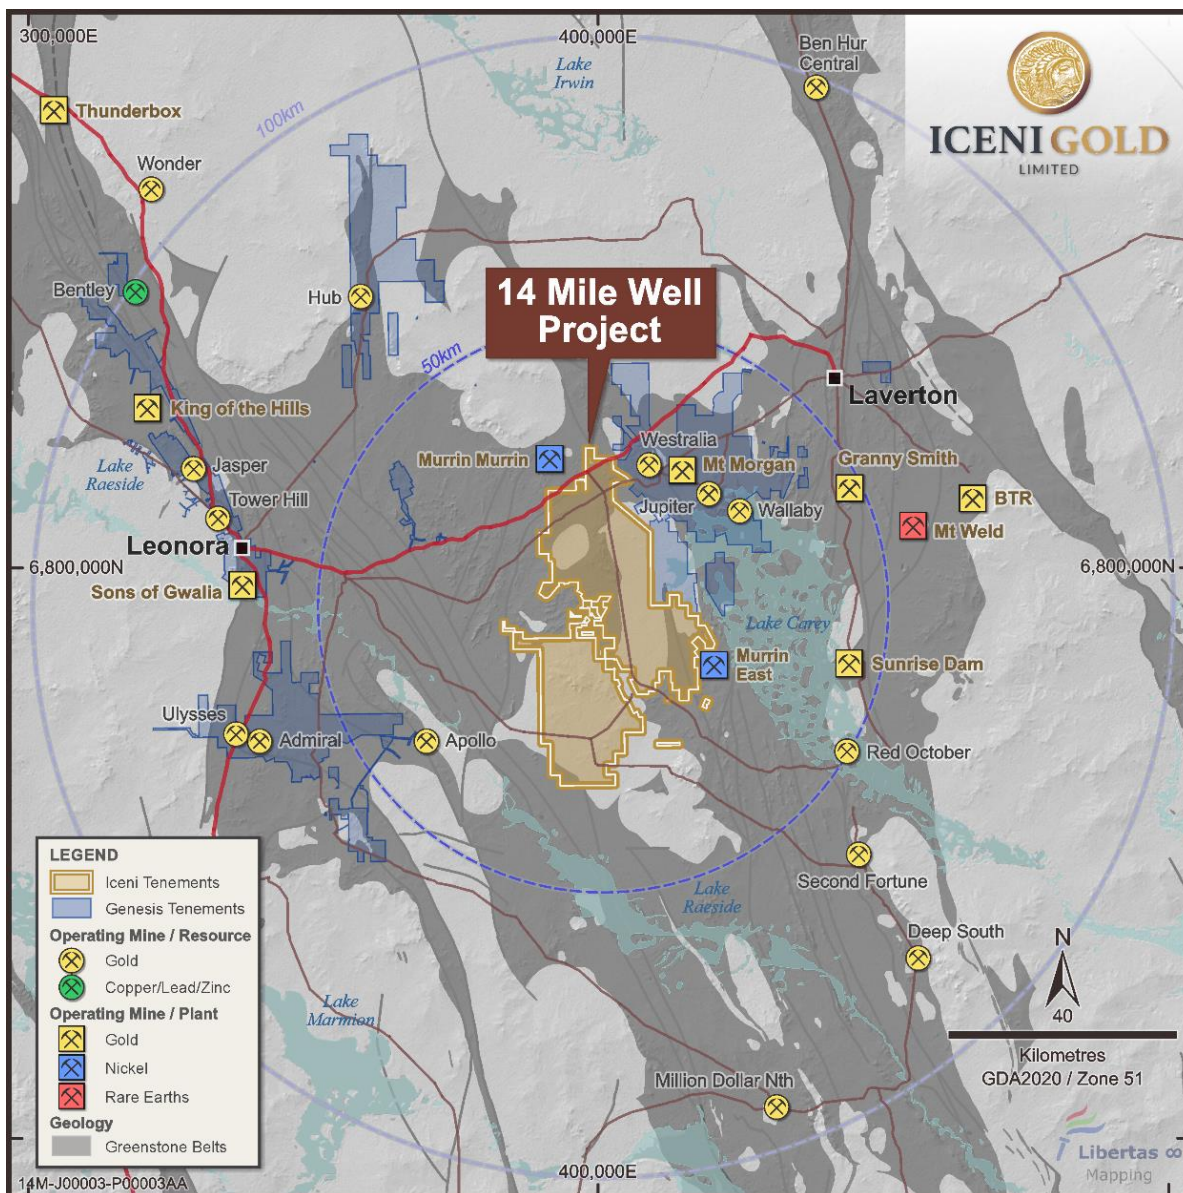 300,000E
400,000E
Ben Hur
Central
Lake
Irwin
ICENI GOLD
LIMITED
100km
Thunderbox
Wonder
Bentley
Hub
14 Mile Well
Project
50km
Laverton
King of the Hills
Westralia
Murrin Murrin
Mt Morgan
Granny Smith
Lake
Raeside
Jasper
Tower Hill
Jupiter
Wallaby
BTR
Mt Weld
Leonora
6,800,000N
6,800,000N
Sons of Gwalia
Lake Carey
Murrin
East
Sunrise Dam
Ulysses
Admiral
Apollo
Red October
LEGEND
Iceni Tenements
Genesis Tenements
Operating Mine / Resource
Gold
Copper/Lead/Zinc
Operating Mine / Plant
Gold
Nickel
Rare Earths
Geology
Greenstone Belts
Second Fortune
Lake
Raeside
Deep South
N
40
Kilometres
GDA2020 / Zone 51
Lake
Marmion
Million Dollar Nth
400,000E
Libertas
Mapping
14M-J00003-P00003AA